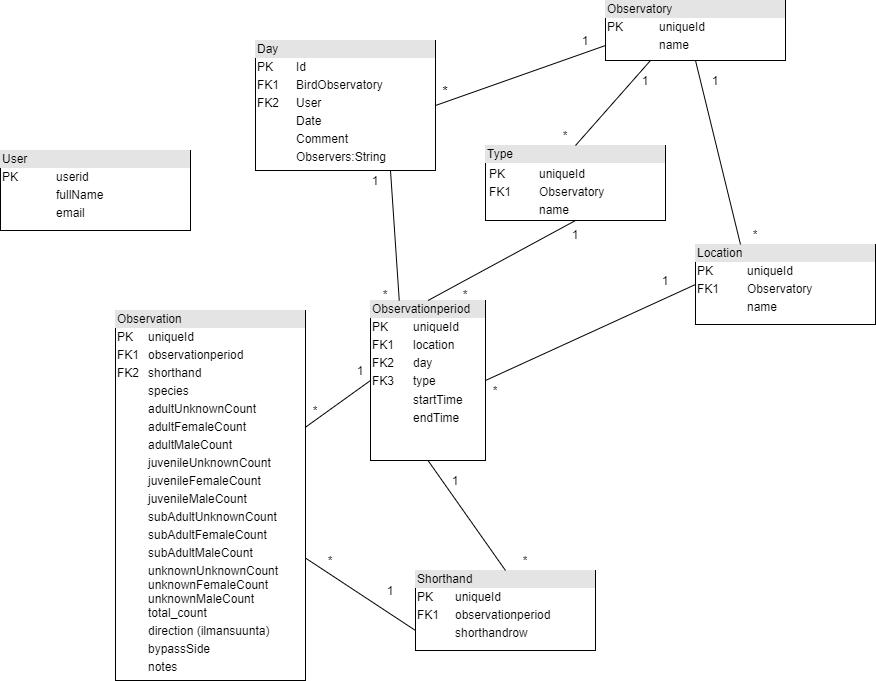 Observatory
PK uniqueId
name
1
1
1
Day
PK Id
FK1 BirdObservatory
FK2 User
Date
Comment
Observers:String
*
1
User
PK userid
fullName
email
*
Type
PK uniqueId
FK1 Observatory
name
1
*
Location
PK uniqueId
FK1 Observatory
name
1
*
*
Observationperiod
PK uniqueId
FK1 location
FK2 day
FK3 type
startTime
endTime
1
*
*
1
Observation
PK uniqueId
FK1 observationperiod
FK2 shorthand
species
adultUnknownCount
adultFemaleCount
adultMaleCount
juvenileUnknownCount
juvenileFemaleCount
juvenileMaleCount
subAdultUnknownCount
subAdultFemaleCount
subAdultMaleCount
unknownUnknownCount
unknownFemaleCount
unknownMaleCount
total_count
direction (ilmansuunta)
bypassSide
notes
*
1
*
Shorthand
PK uniqueId
FK1 observationperiod
shorthandrow